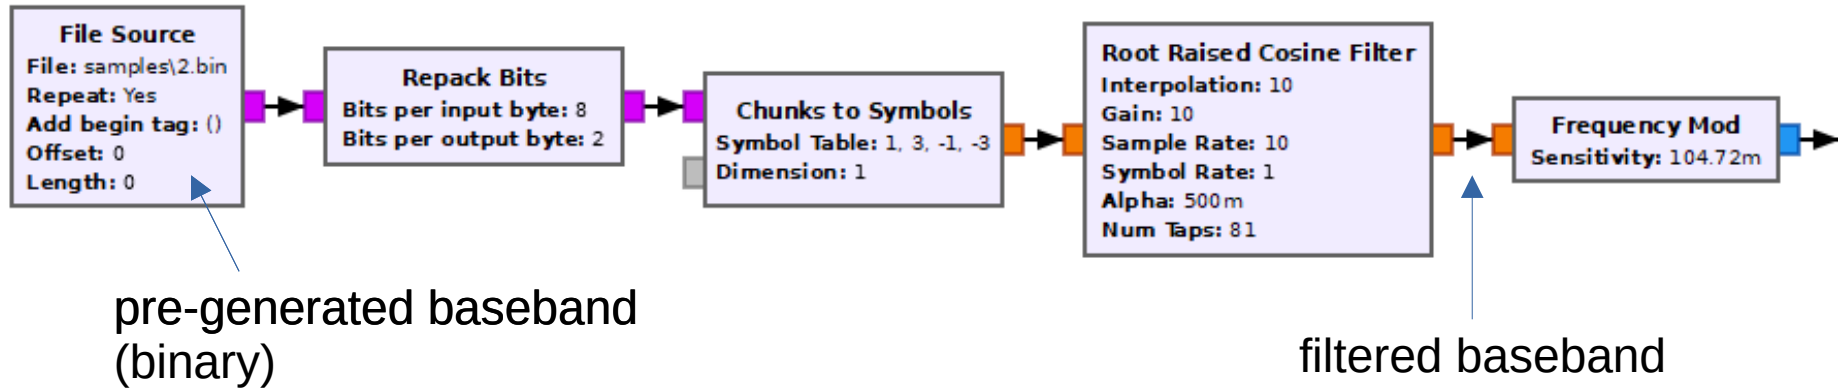 File Source
File: samples\2.bin
Repeat: Yes
Add begin tag: ()
Offset: 0
Length: 0
Repack Bits
Bits per input byte: 8
Bits per output byte: 2
Chunks to Symbols
Symbol Table: 1, 3, -1, -3
Dimension: 1
Root Raised Cosine Filter
Interpolation: 10
Gain: 10
Sample Rate: 10
Symbol Rate: 1
Alpha: 500m
Num Taps: 81
Frequency Mod
Sensitivity: 104.72m
pre-generated baseband
(binary)
filtered baseband